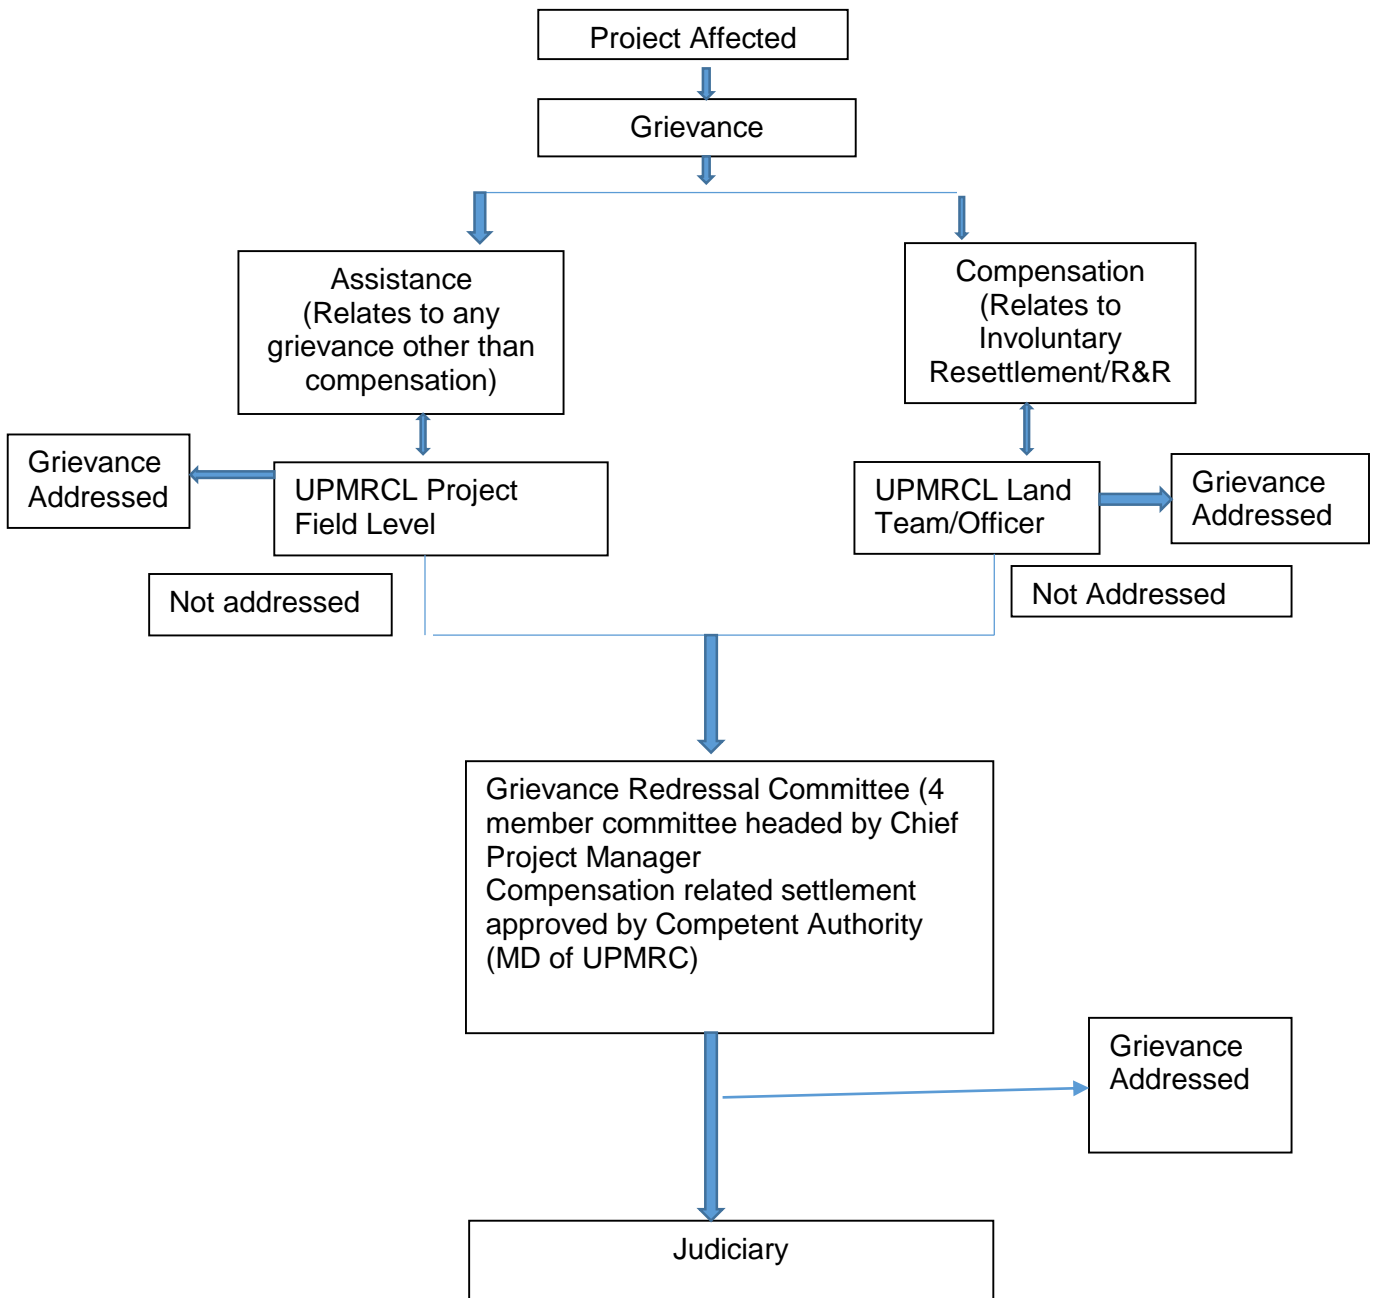 Project Affected
Grievance
Assistance
(Relates to any
grievance other than
compensation)
Compensation
(Relates to
Involuntary
Resettlement/R&R
Grievance
Addressed
UPMRCL Project
Field Level
UPMRCL Land
Team/Officer
Grievance
Addressed
Not addressed
Not Addressed
Grievance Redressal Committee (4
member committee headed by Chief
Project Manager
Compensation related settlement
approved by Competent Authority
(MD of UPMRC)
Grievance
Addressed
Judiciary